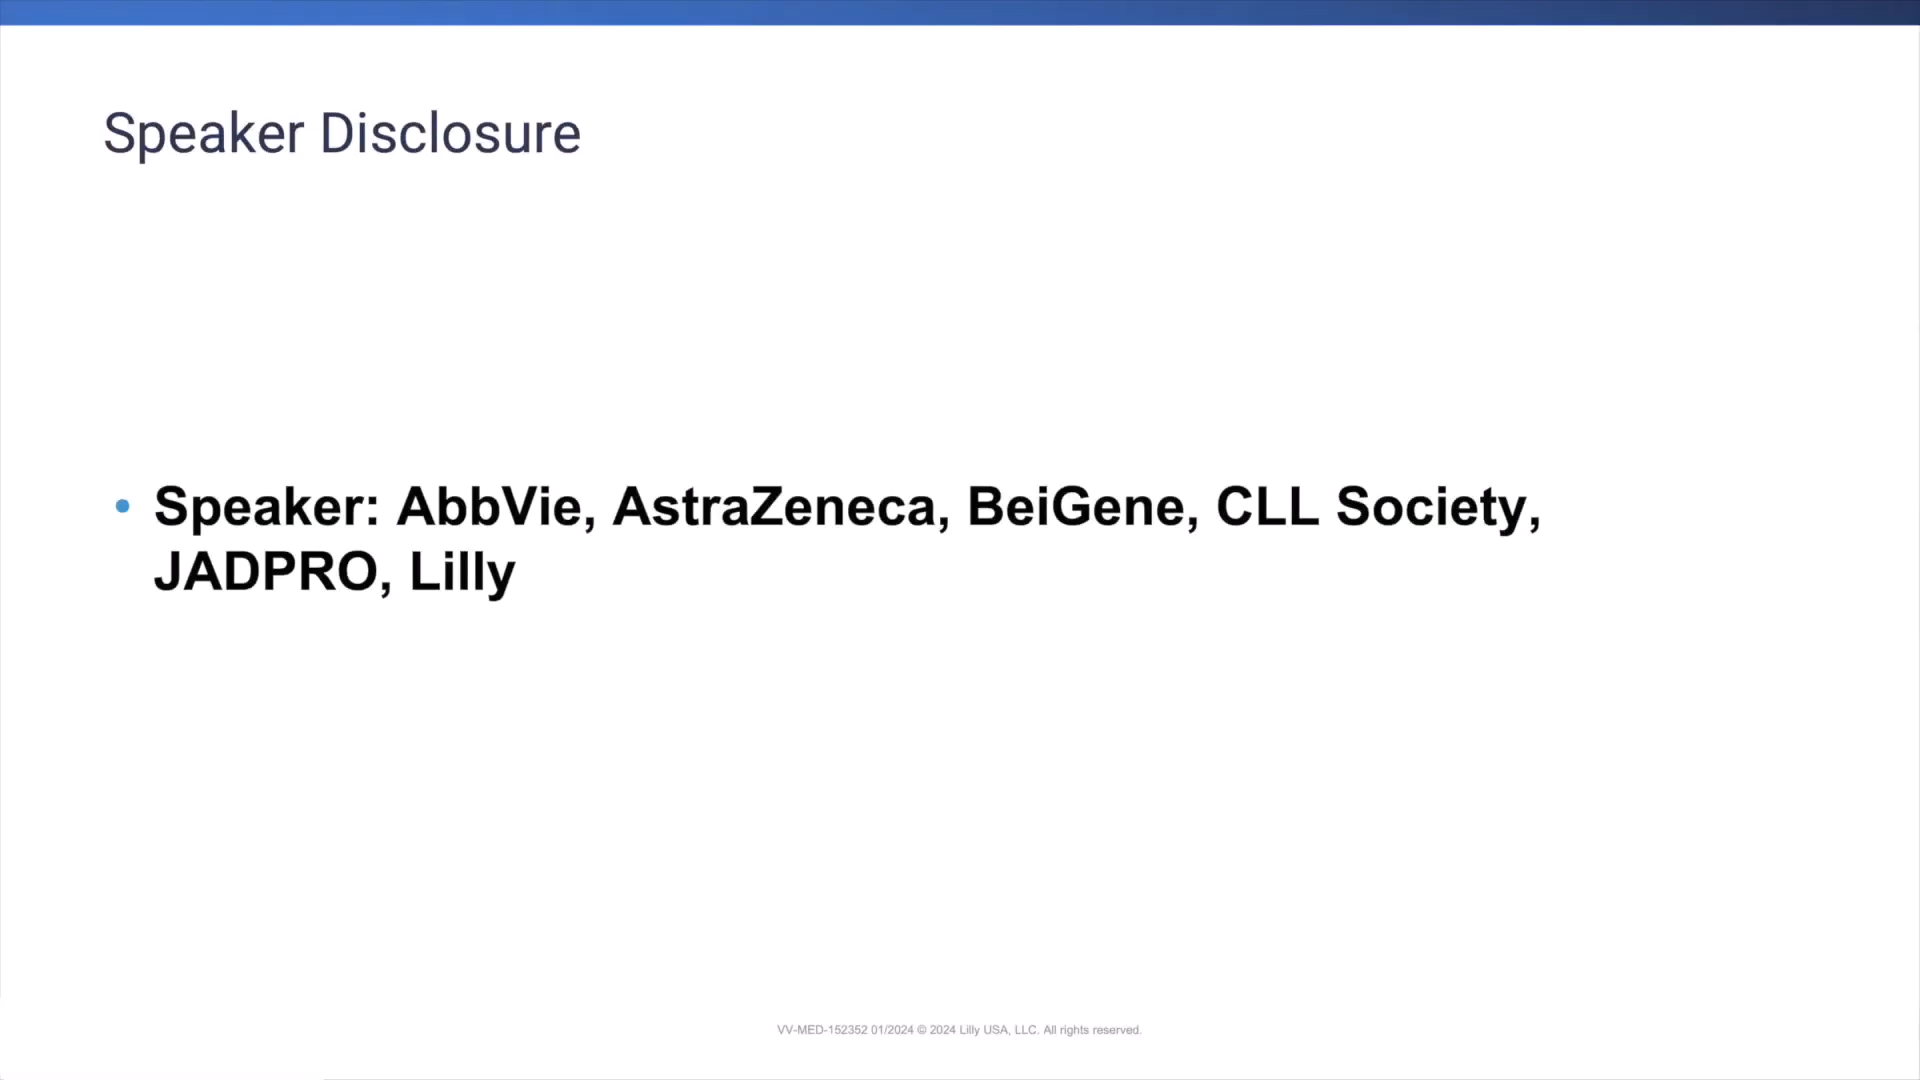 Speaker Disclosure
• Speaker: AbbVie, AstraZeneca, BeiGene, CLL Society,
JADPRO, Lilly
VV-MED-152352 01/2024 © 2024 Lilly USA, LLC. All rights reserved.